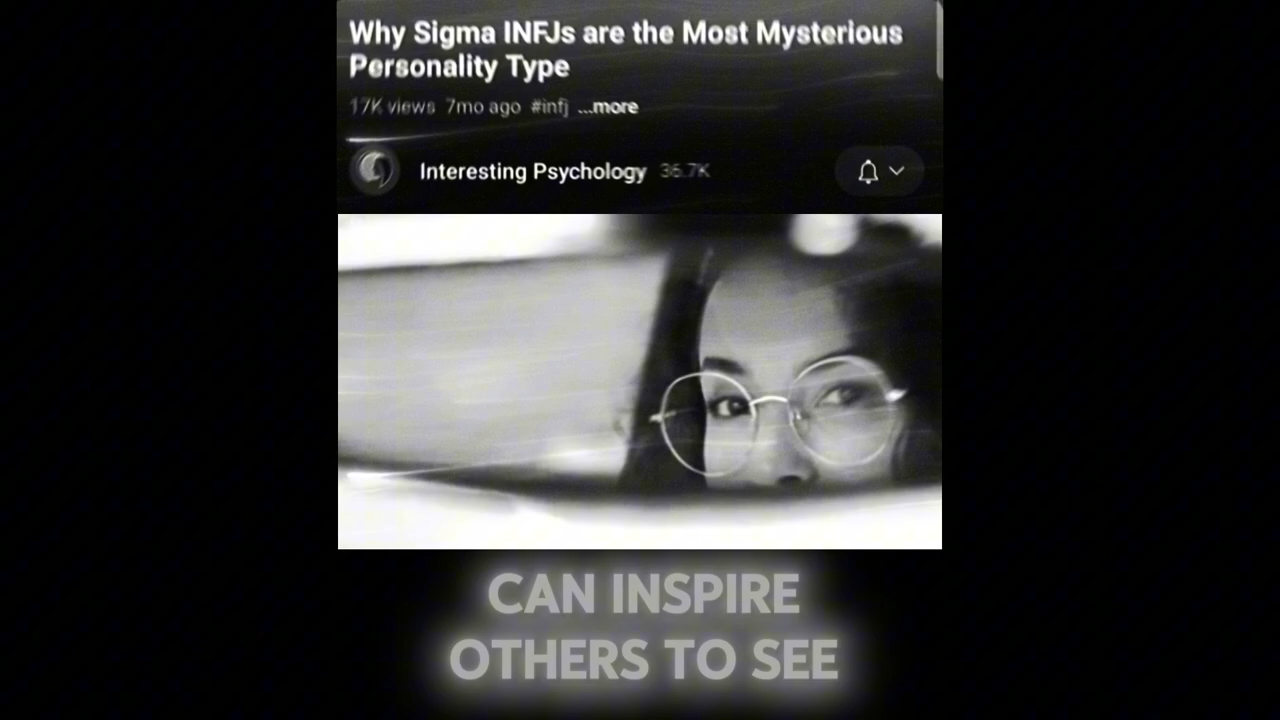 Why Sigma INFJs are the Most Mysterious
Personality Type
17K views 7mo ago #infj ...more
Interesting Psychology 36.7K
CAN INSPIRE
OTHERS TO SEE